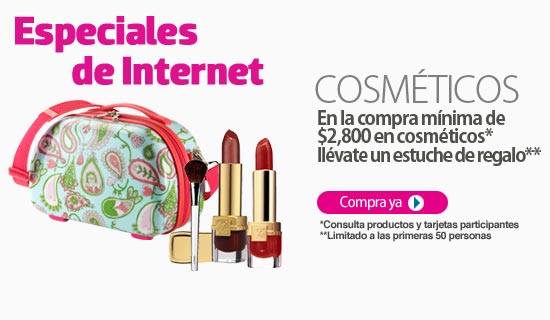 Especiales
de Internet
COSMÉTICOS
En la compra mínima de
$2,800 en cosméticos*
llévate un estuche de regalo**
Compra ya
*Consulta productos y tarjetas participantes
**Limitado a las primeras 50 personas